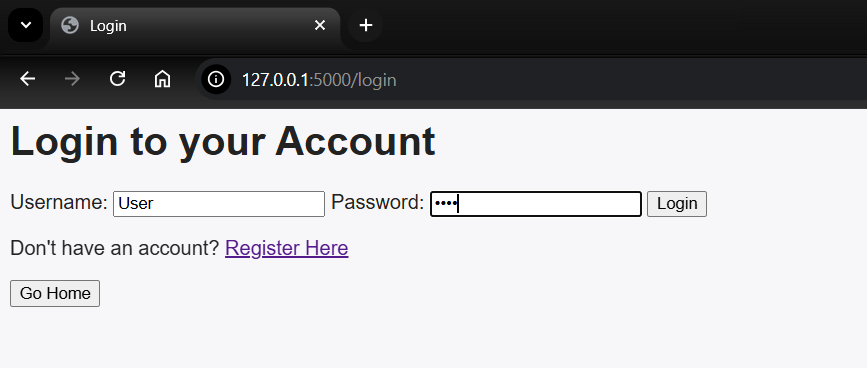 Login
127.0.0.1:5000/login
Login to your Account
Username: User Password: •••• Login
Don't have an account? Register Here
Go Home